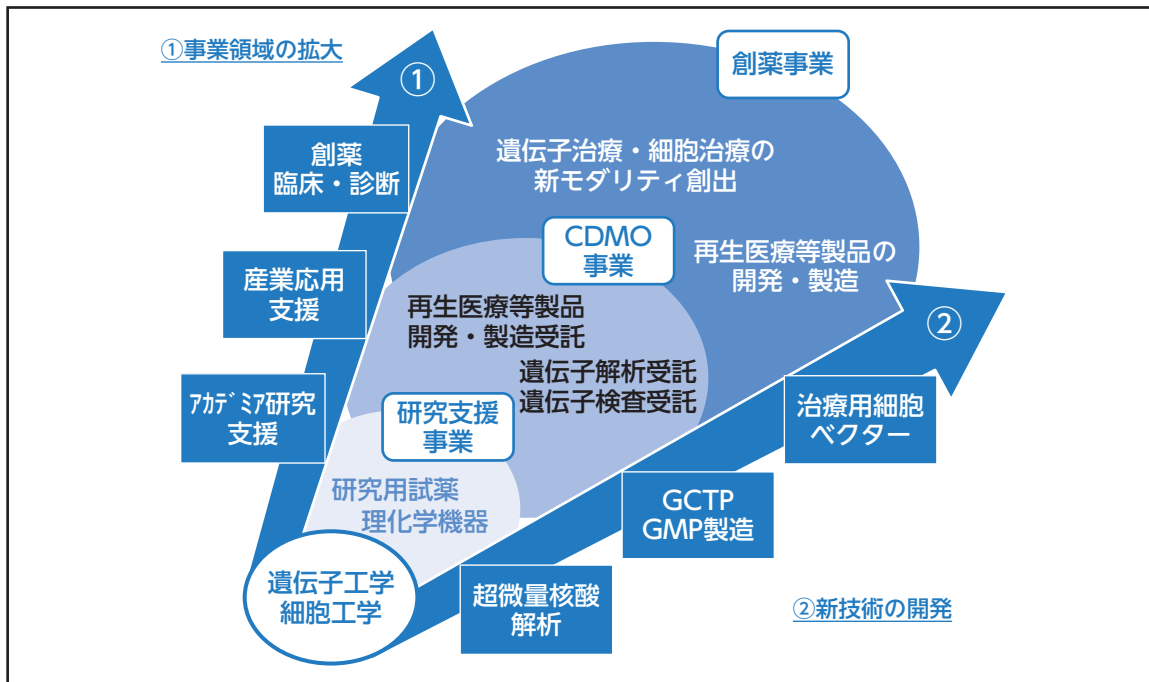 ①事業領域の拡大
①
創薬
臨床・診断
産業応用
支援
ｱｶﾃﾞﾐｱ研究
支援
創薬事業
遺伝子治療・細胞治療の
新モダリティ創出
再生医療等製品の
開発・製造
CDMO
事業
再生医療等製品
開発・製造受託
遺伝子解析受託
遺伝子検査受託
研究支援
事業
研究用試薬
理化学機器
遺伝子工学
細胞工学
超微量核酸
解析
GCTP
GMP製造
治療用細胞
ベクター
②
②新技術の開発